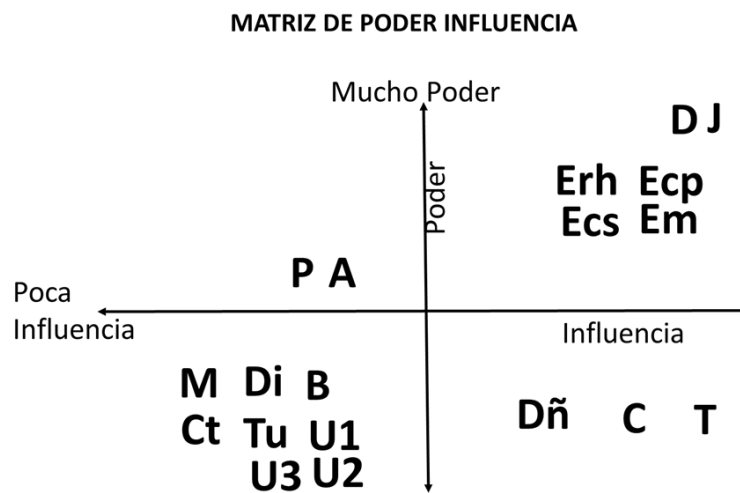 MATRIZ DE PODER INFLUENCIA
Mucho Poder
D J
Poder
Erh Ecp
Ecs Em
P A
Poca
Influencia
Influencia
M Di B
Dñ C T
Ct Tu U1
U3 U2